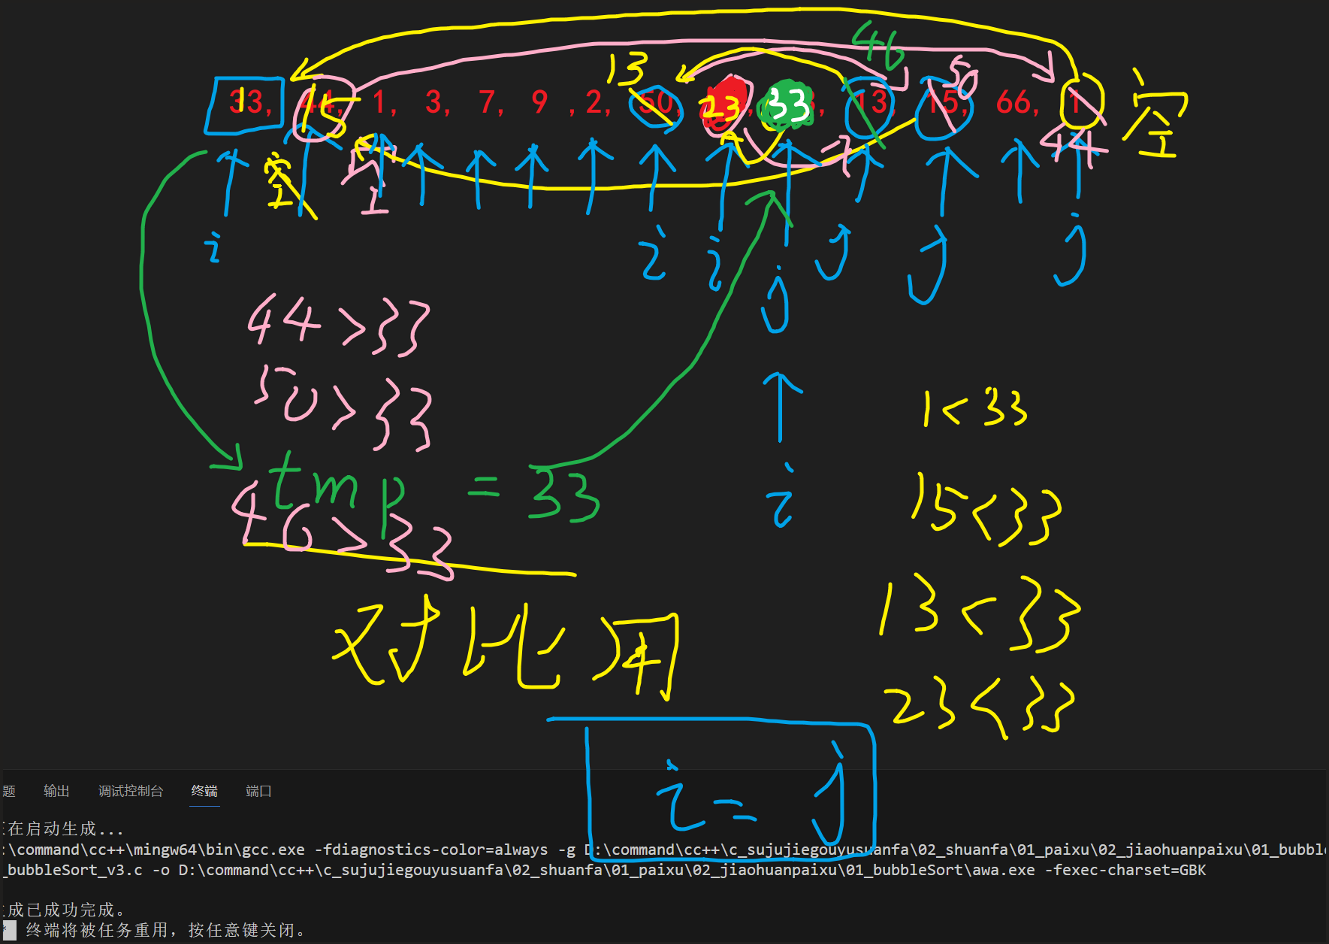 46
13 50
33, 44, 1, 3, 7, 9 ,2, 50, 13, 15, 66, 1
1 15 23 33 空
44
空 空
i i i j j j j
44>33
50>33
1<33
tmp = 33
i
15<33
46>33
13<33
对比用
23<33
i = j
题 输出 调试控制台 终端 端口
正在启动生成...
:\command\cc++\mingw64\bin\gcc.exe -fdiagnostics-color=always -g D:\command\cc++\c_sujujiegouyusuanfa\02_shuanfa\01_paixu\02_jiaohuanpaixu\01_bubble
_bubbleSort_v3.c -o D:\command\cc++\c_sujujiegouyusuanfa\02_shuanfa\01_paixu\02_jiaohuanpaixu\01_bubbleSort\awa.exe -fexec-charset=GBK
生成已成功完成。
* 终端将被任务重用，按任意键关闭。